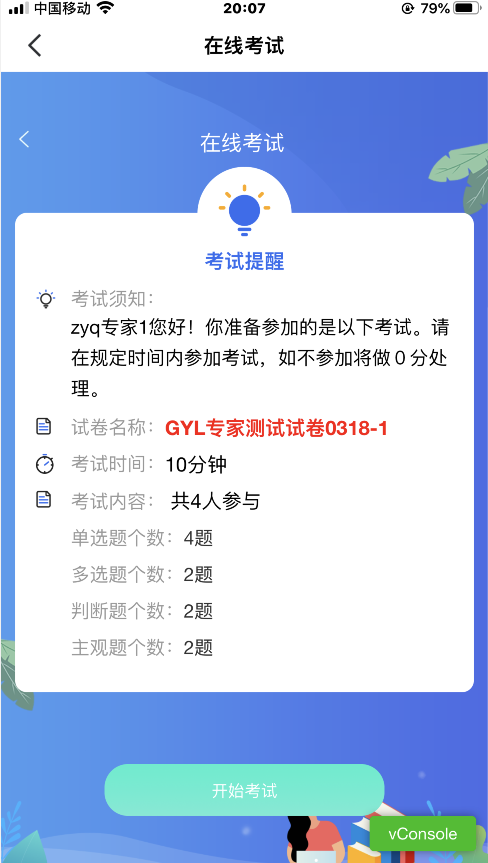 中国移动
20:07
79%
在线考试
在线考试
考试提醒
考试须知：
zyq专家1您好！你准备参加的是以下考试。请
在规定时间内参加考试，如不参加将做０分处
理。
试卷名称：GYL专家测试试卷0318-1
考试时间：10分钟
考试内容：共4人参与
单选题个数：4题
多选题个数：2题
判断题个数：2题
主观题个数：2题
开始考试
vConsole